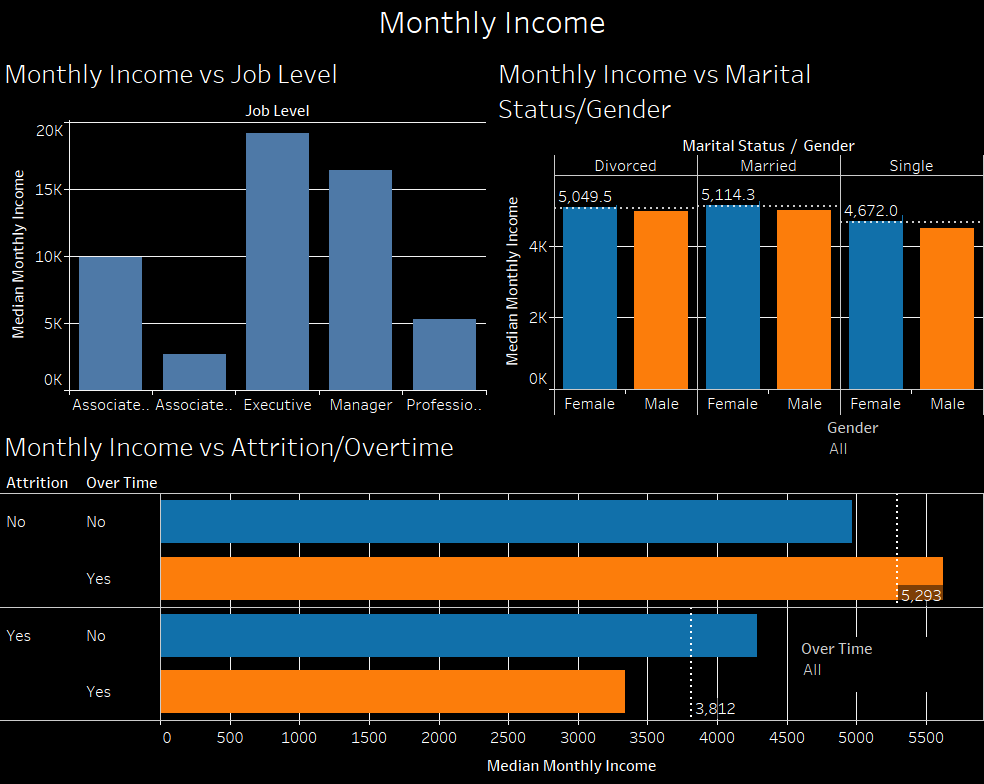 Monthly Income
Monthly Income vs Job Level
Job Level
Median Monthly Income
20K
15K
10K
5K
0K
Associate..
Associate..
Executive
Manager
Professio..
Monthly Income vs Marital
Status/Gender
Marital Status / Gender
Divorced
Married
Single
Median Monthly Income
5,049.5
5,114.3
4,672.0
4K
2K
0K
Female
Male
Female
Male
Female
Male
Gender
All
Monthly Income vs Attrition/Overtime
Attrition
Over Time
No
No
Yes
5,293
Yes
No
Yes
3,812
Over Time
All
0
500
1000
1500
2000
2500
3000
3500
4000
4500
5000
5500
Median Monthly Income